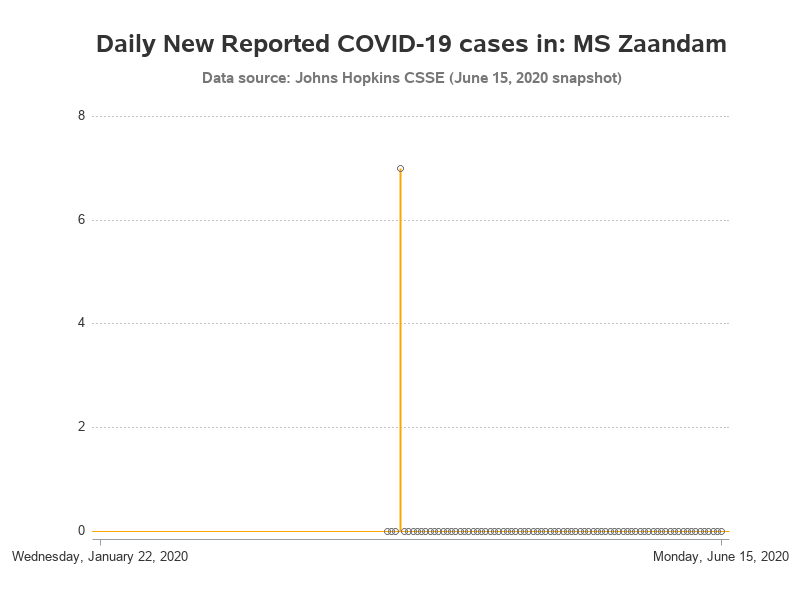 Daily New Reported COVID-19 cases in: MS Zaandam
Data source: Johns Hopkins CSSE (June 15, 2020 snapshot)
8
6
4
2
0
Wednesday, January 22, 2020
Monday, June 15, 2020